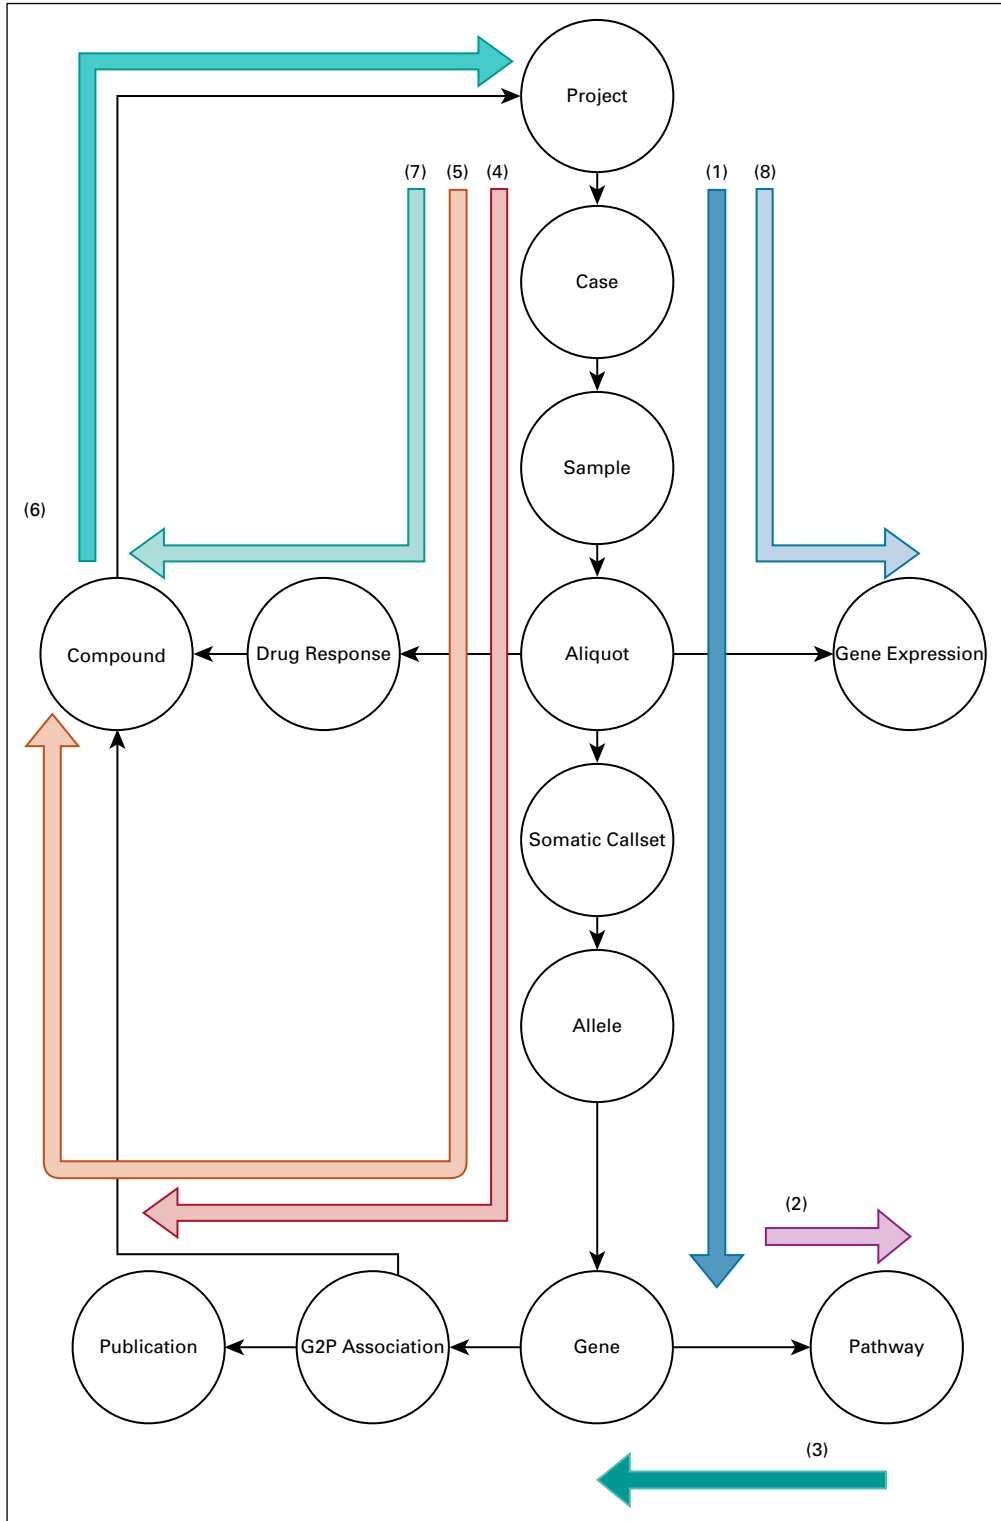 Project
(7)
(5)
(4)
(1)
(8)
Case
Sample
(6)
Compound
Drug Response
Aliquot
Gene Expression
Somatic Callset
Allele
(2)
Publication
G2P Association
Gene
Pathway
(3)